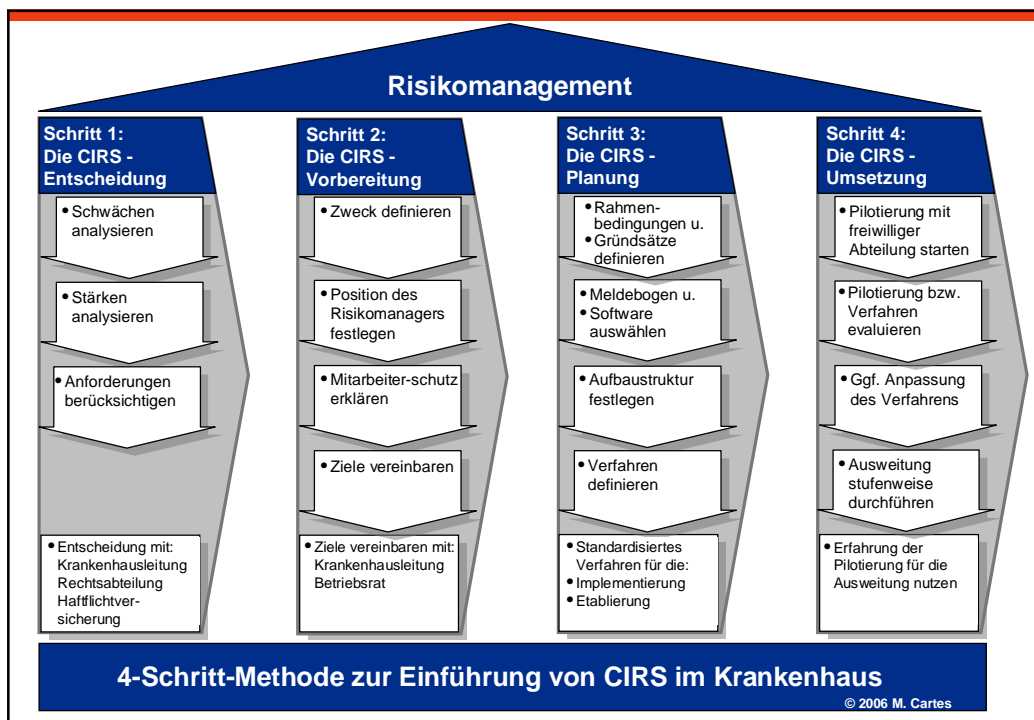 Risikomanagement
Schritt 1:
Die CIRS -
Entscheidung
• Schwächen
analysieren
• Stärken
analysieren
• Anforderungen
berücksichtigen
• Entscheidung mit:
Krankenhausleitung
Rechtsabteilung
Haftflichtver-
sicherung
Schritt 2:
Die CIRS -
Vorbereitung
• Zweck definieren
• Position des
Risikomanagers
festlegen
• Mitarbeiter-schutz
erklären
• Ziele vereinbaren
• Ziele vereinbaren mit:
Krankenhausleitung
Betriebsrat
Schritt 3:
Die CIRS -
Planung
• Rahmen-
bedingungen u.
• Gründsätze
definieren
• Meldebogen u.
• Software
auswählen
• Aufbaustruktur
festlegen
• Verfahren
definieren
• Standardisiertes
Verfahren für die:
• Implementierung
• Etablierung
Schritt 4:
Die CIRS -
Umsetzung
• Pilotierung mit
freiwilliger
Abteilung starten
• Pilotierung bzw.
Verfahren
evaluieren
• Ggf. Anpassung
des Verfahrens
• Ausweitung
stufenweise
durchführen
• Erfahrung der
Pilotierung für die
Ausweitung nutzen
4-Schritt-Methode zur Einführung von CIRS im Krankenhaus
© 2006 M. Cartes